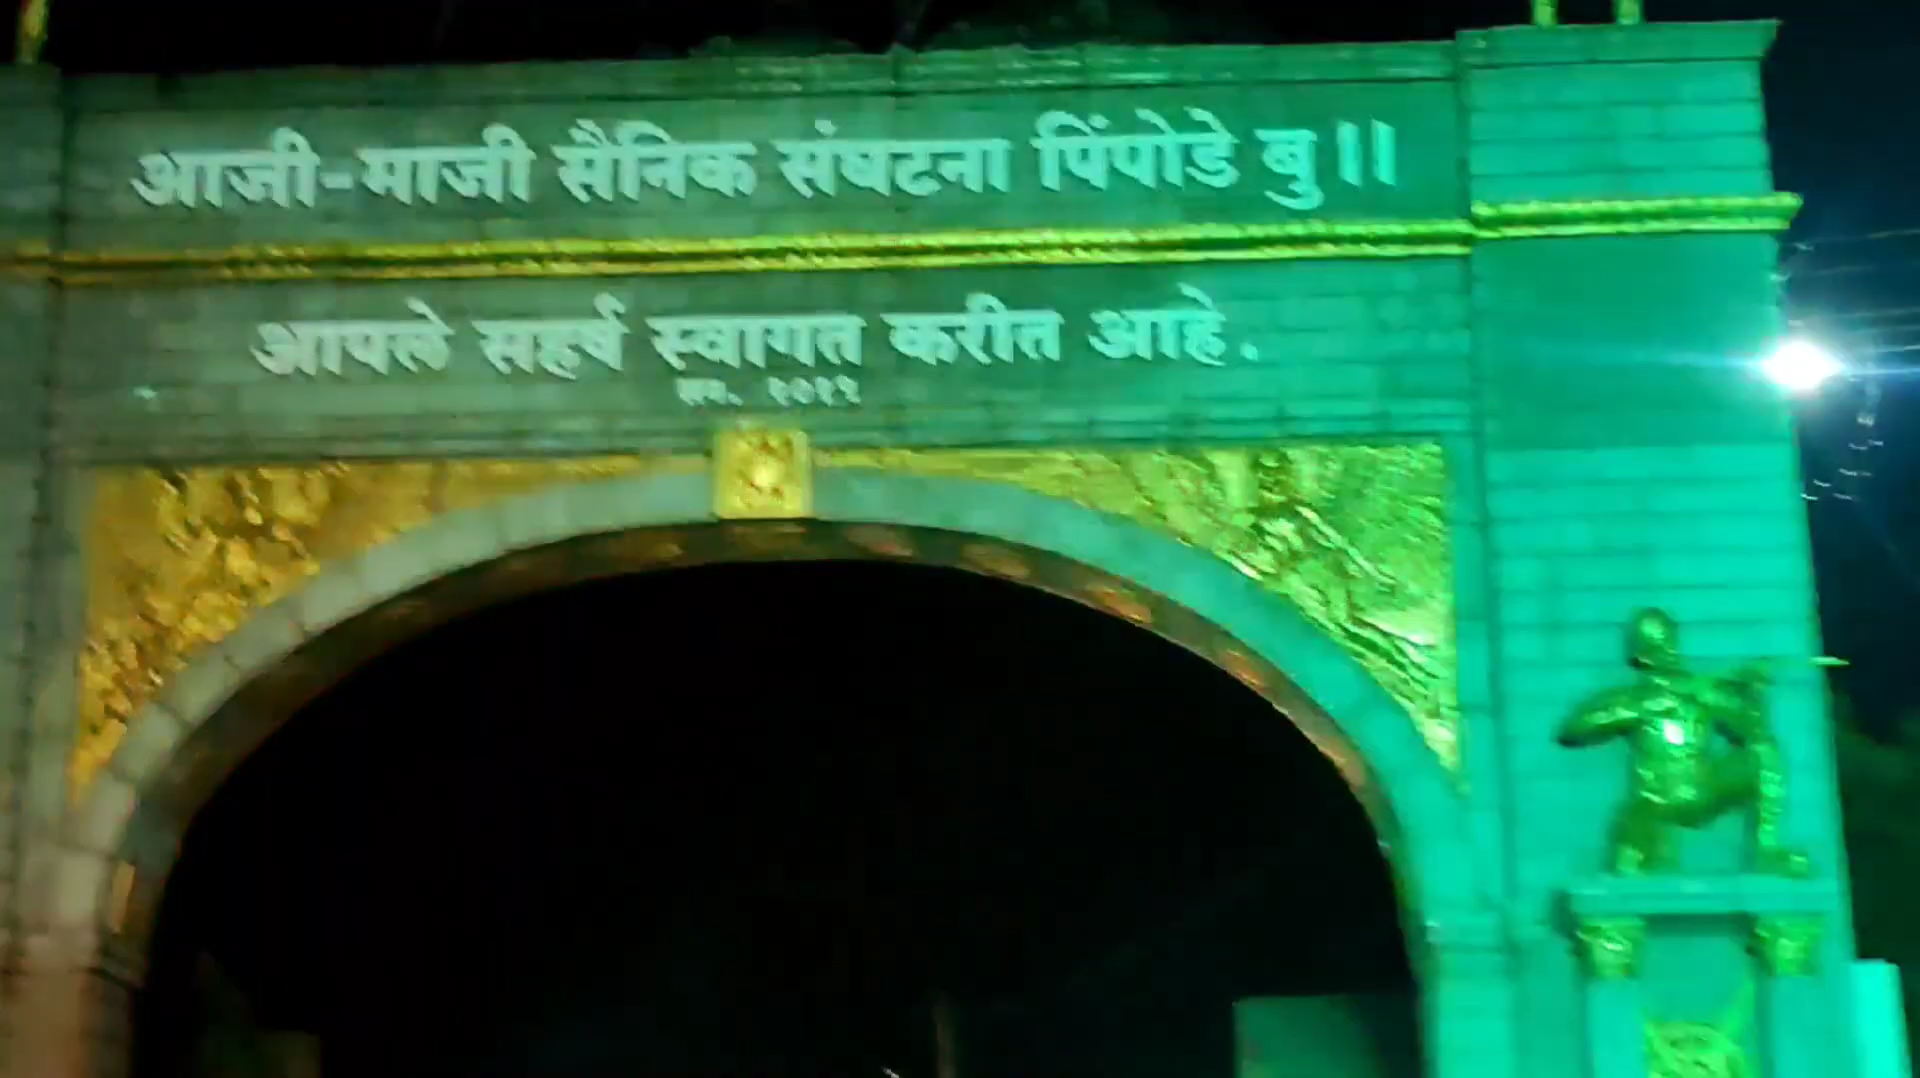 आजी-माजी सैनिक संघटना पिंपोडे बु||
आपले सहर्ष स्वागत करीत आहे.